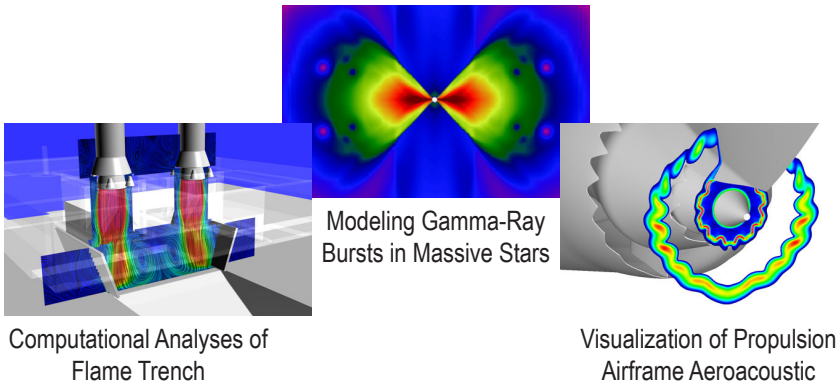 Modeling Gamma-Ray
Bursts in Massive Stars
Computational Analyses of
Flame Trench
Visualization of Propulsion
Airframe Aeroacoustic